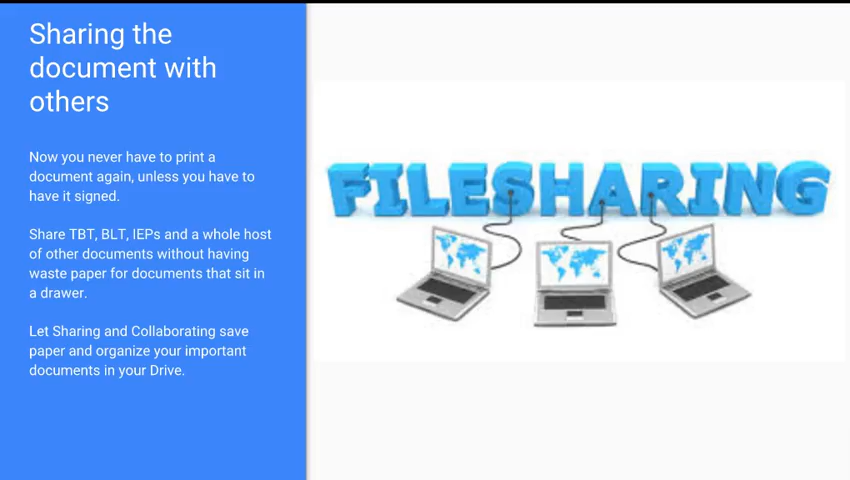 Sharing the
document with
others
Now you never have to print a
document again, unless you have to
have it signed.
Share TBT, BLT, IEPs and a whole host
of other documents without having
waste paper for documents that sit in
a drawer.
Let Sharing and Collaborating save
paper and organize your important
documents in your Drive.
FILESHARING